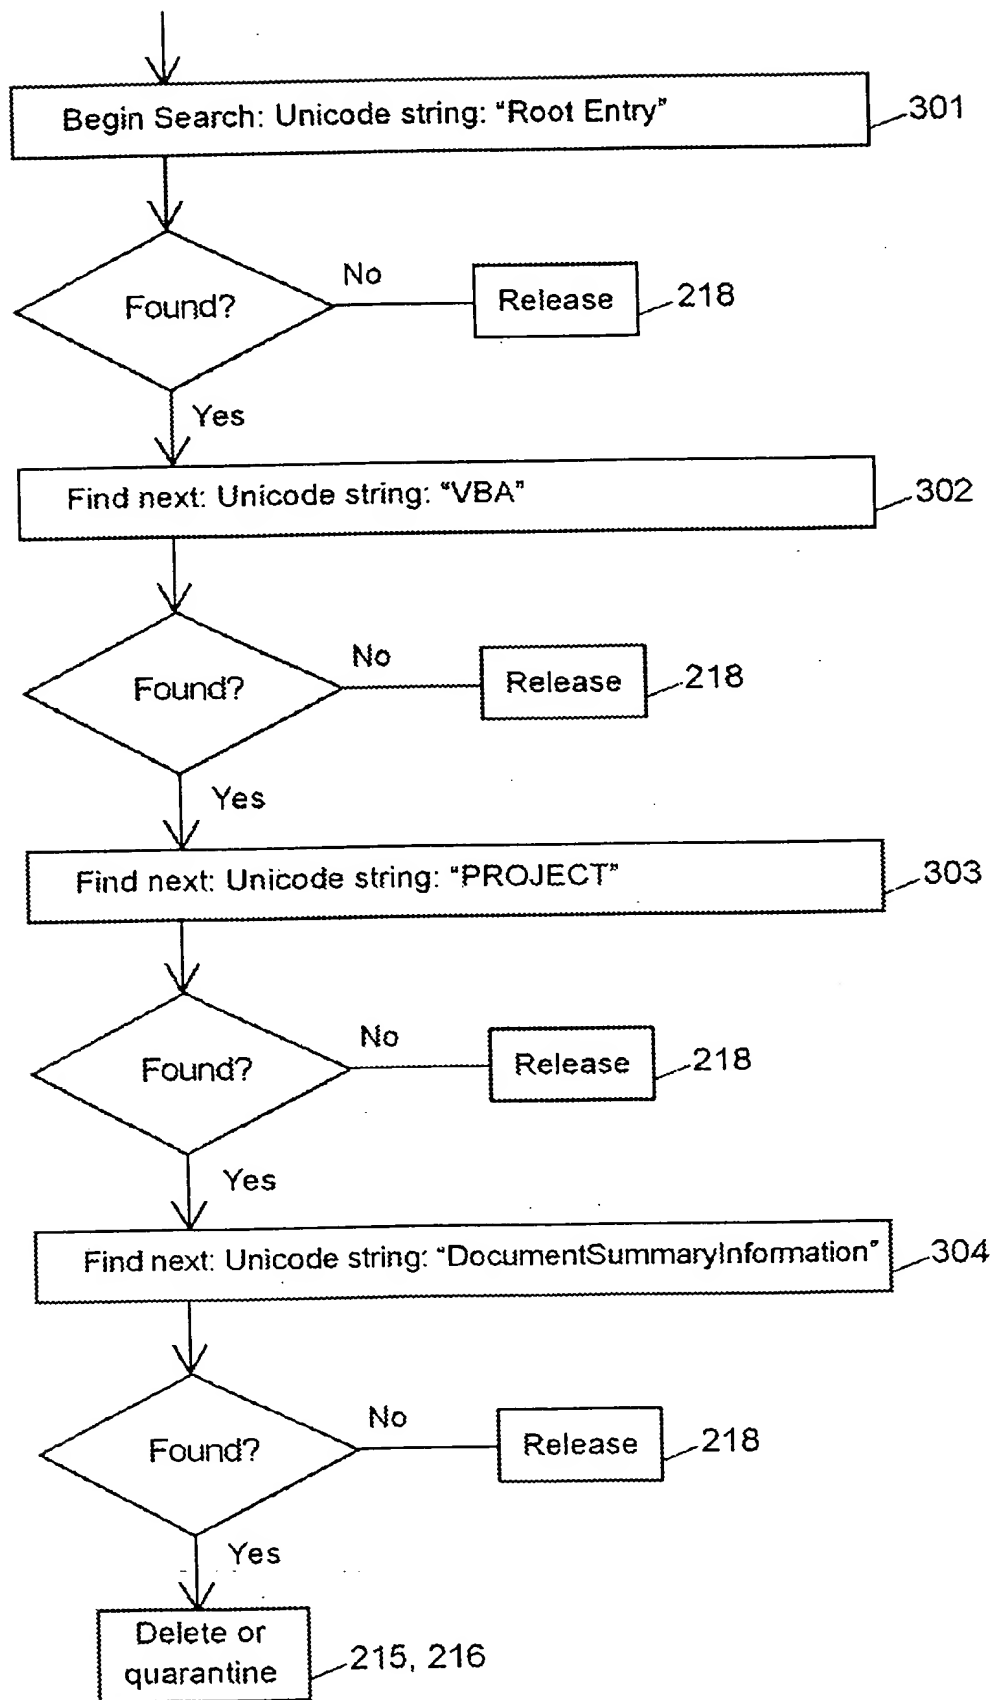 Begin Search: Unicode string: “Root Entry”
301
Found?
No
Release
218
Yes
Find next: Unicode string: “VBA”
302
Found?
No
Release
218
Yes
Find next: Unicode string: “PROJECT”
303
Found?
No
Release
218
Yes
Find next: Unicode string: “DocumentSummaryInformation”
304
Found?
No
Release
218
Yes
Delete or
quarantine
215, 216